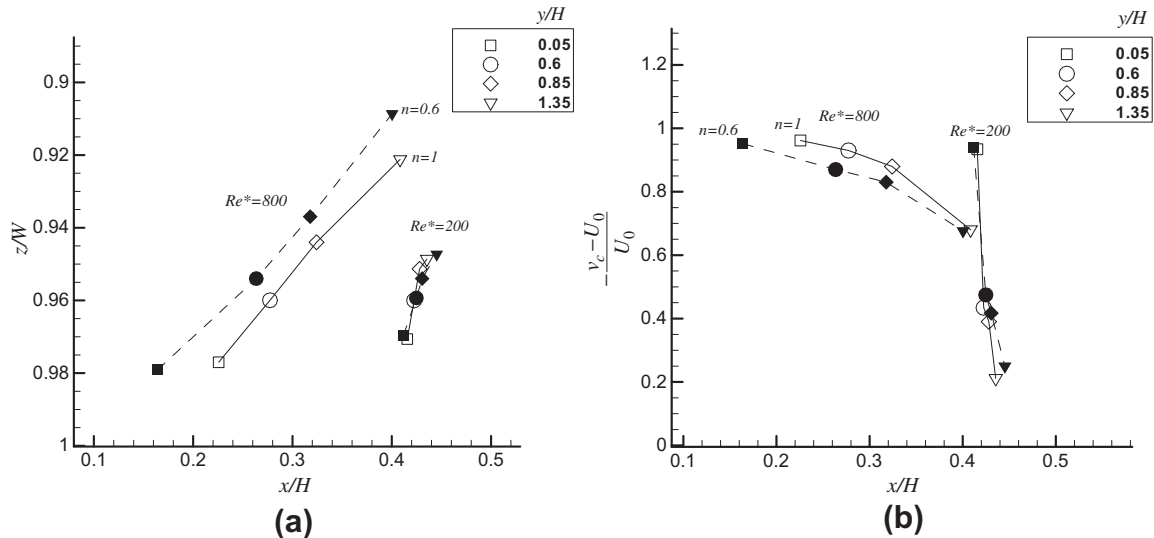 y/H
0.05
0.6
0.85
1.35
0.9
0.92
0.94
0.96
0.98
1
z/W
n=0.6
n=1
Re*=800
Re*=200
0.1
0.2
0.3
0.4
0.5
x/H
(a)
y/H
0.05
0.6
0.85
1.35
1.2
1
0.8
0.6
0.4
0.2
0
-(v_c-U_0)/U_0
n=0.6
n=1
Re*=800
Re*=200
0.1
0.2
0.3
0.4
0.5
x/H
(b)